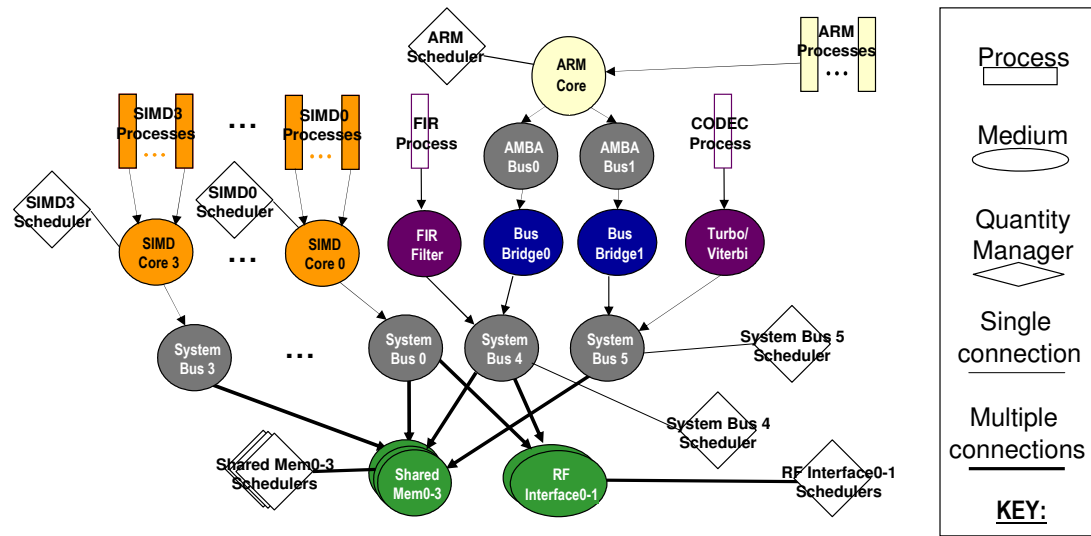 ARM
Scheduler
ARM
Core
ARM
Processes
...
SIMD3
Processes
...
...
SIMD0
Processes
...
FIR
Process
AMBA
Bus0
AMBA
Bus1
CODEC
Process
SIMD3
Scheduler
SIMD0
Scheduler
SIMD
Core 3
...
SIMD
Core 0
FIR
Filter
Bus
Bridge0
Bus
Bridge1
Turbo/
Viterbi
System
Bus 3
...
System
Bus 0
System
Bus 4
System
Bus 5
System Bus 5
Scheduler
System Bus 4
Scheduler
Shared Mem0-3
Schedulers
Shared
Mem0-3
RF
Interface0-1
RF Interface0-1
Schedulers
Process
Medium
Quantity
Manager
Single
connection
Multiple
connections
KEY: